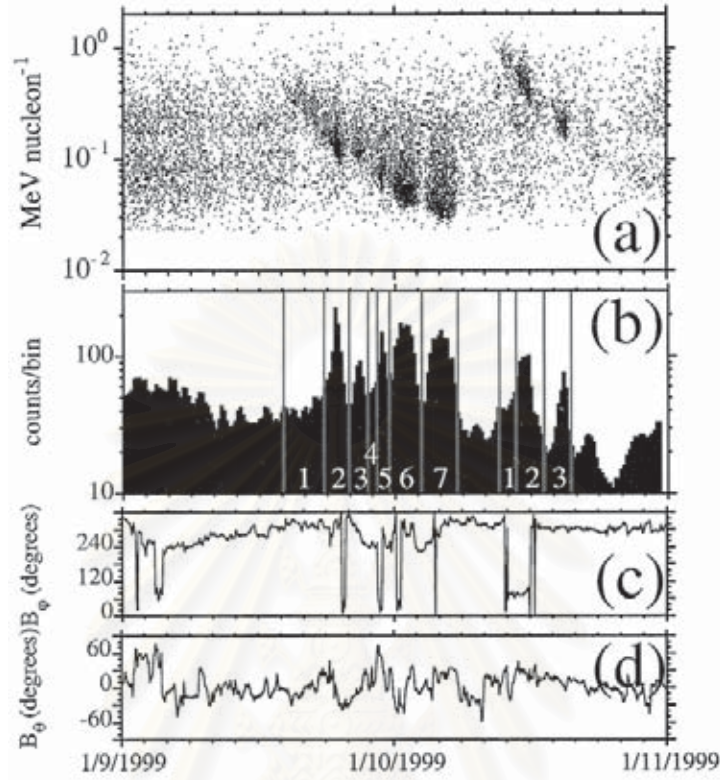 MeV nucleon⁻¹
10⁰
10⁻¹
10⁻²
(a)
counts/bin
100
10
(b)
1 2 3 4 5 6 7 1 2 3
B_φ (degrees)
240
120
0
(c)
B_θ (degrees)
60
0
-60
(d)
1/9/1999 1/10/1999 1/11/1999